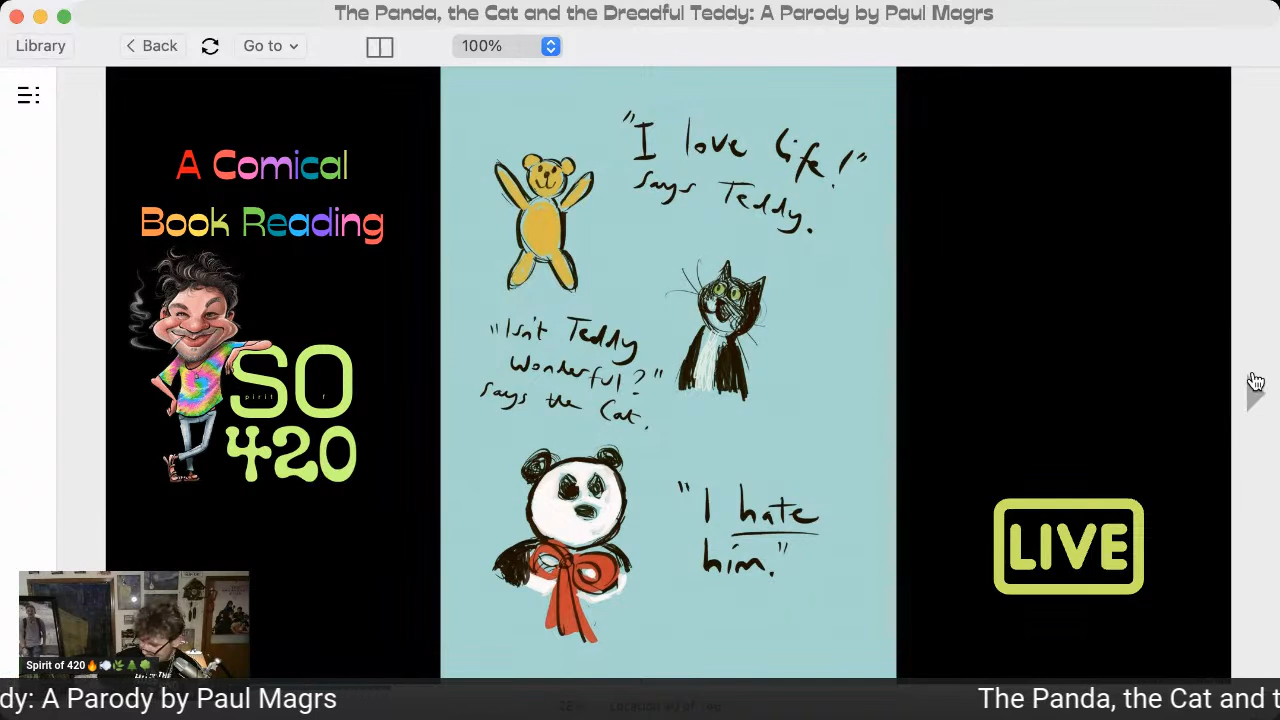 The Panda, the Cat and the Dreadful Teddy: A Parody by Paul Magrs
Library
Back
Go to
100%
A Comical
Book Reading
SO
pirit
f
420
"I love life!"
says Teddy.
"Isn't Teddy
wonderful?"
says the Cat.
"I hate
him."
LIVE
Spirit of 420
dy: A Parody by Paul Magrs
The Panda, the Cat and t